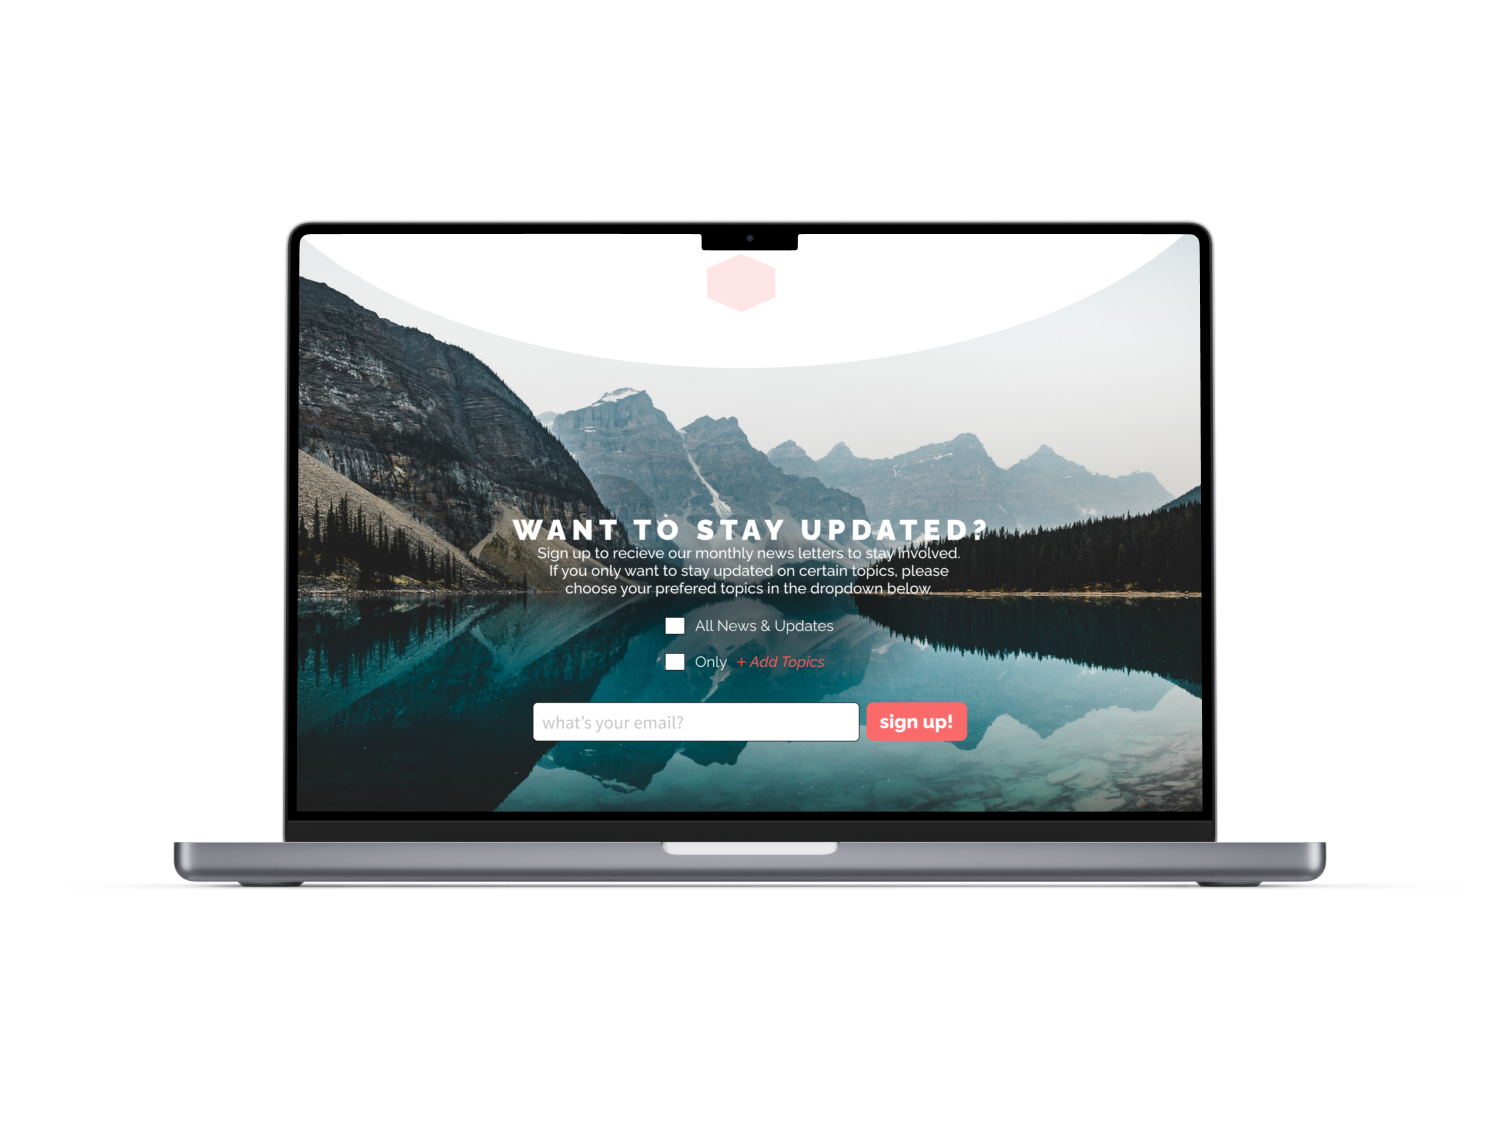 WANT TO STAY UPDATED?
Sign up to recieve our monthly news letters to stay involved.
If you only want to stay updated on certain topics, please
choose your prefered topics in the dropdown below.
All News & Updates
Only + Add Topics
what's your email? sign up!